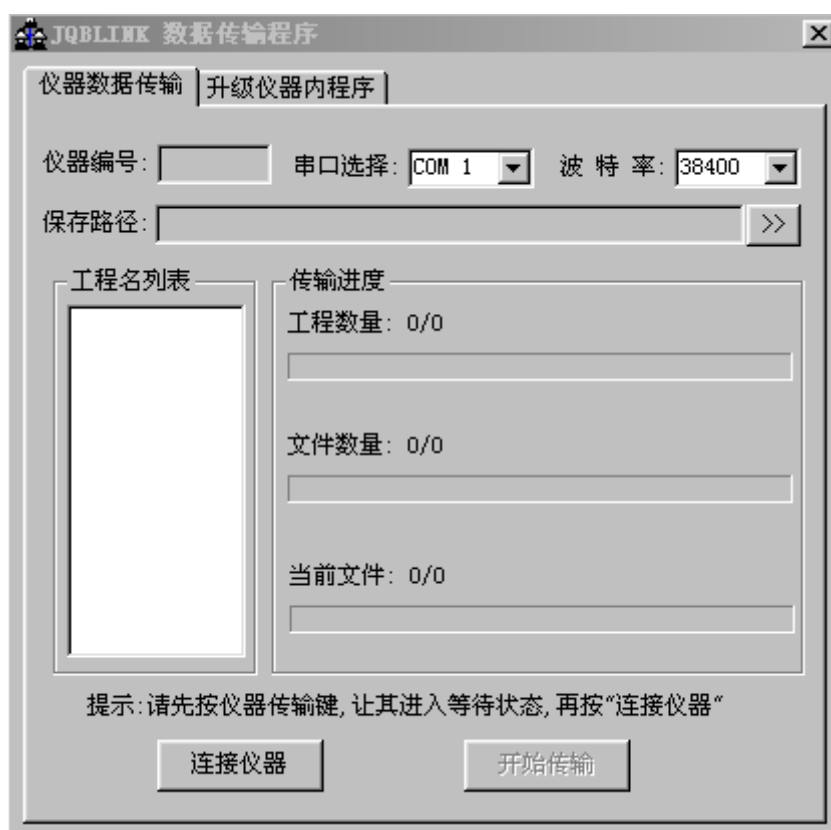 JQBLINK 数据传输程序
仪器数据传输 升级仪器内程序
仪器编号: 串口选择: COM 1 波 特 率: 38400
保存路径: >>
工程名列表 传输进度
工程数量: 0/0
文件数量: 0/0
当前文件: 0/0
提示:请先按仪器传输键,让其进入等待状态,再按“连接仪器”
连接仪器 开始传输